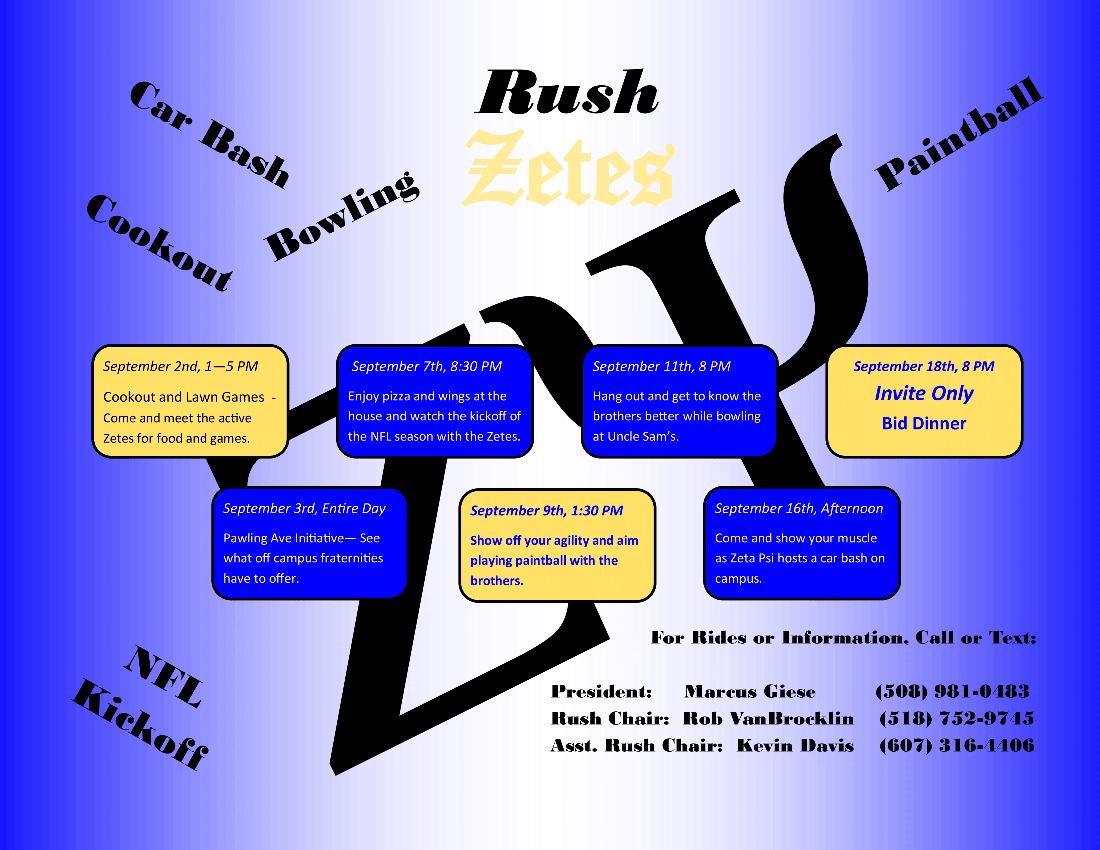 Rush
Zetes
Car Bash
Paintball
Cookout
Bowling
ΖΨ
September 2nd, 1—5 PM
Cookout and Lawn Games -
Come and meet the active
Zetes for food and games.
September 7th, 8:30 PM
Enjoy pizza and wings at the
house and watch the kickoff of
the NFL season with the Zetes.
September 11th, 8 PM
Hang out and get to know the
brothers better while bowling
at Uncle Sam's.
September 18th, 8 PM
Invite Only
Bid Dinner
September 3rd, Entire Day
Pawling Ave Initiative— See
what off campus fraternities
have to offer.
September 9th, 1:30 PM
Show off your agility and aim
playing paintball with the
brothers.
September 16th, Afternoon
Come and show your muscle
as Zeta Psi hosts a car bash on
campus.
NFL
Kickoff
For Rides or Information, Call or Text:
President: Marcus Giese (508) 981-0483
Rush Chair: Rob VanBrocklin (518) 752-9745
Asst. Rush Chair: Kevin Davis (607) 316-4406